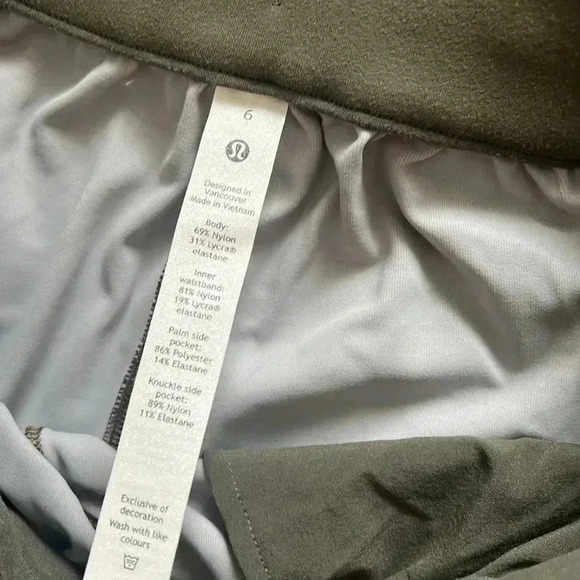 6
Designed in
Vancouver
Made in Vietnam
Body:
69% Nylon
31% Lycra®
elastane
Inner
waistband:
81% Nylon
19% Lycra®
elastane
Palm side
pocket:
86% Polyester
14% Elastane
Knuckle side
pocket:
89% Nylon
11% Elastane
Exclusive of
decoration
Wash with like
colours